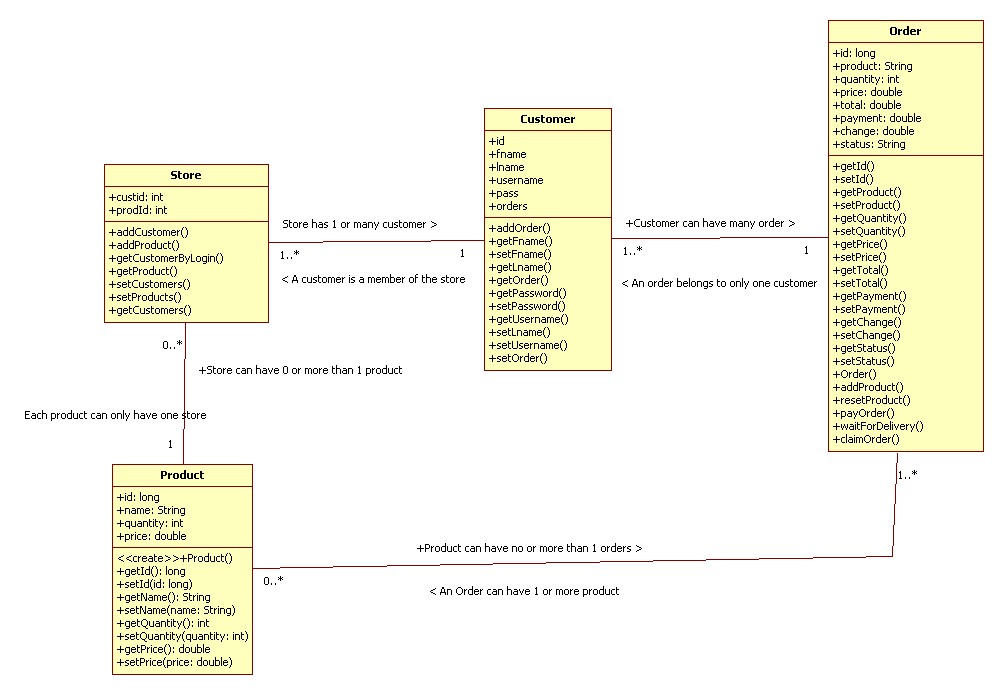 Store
+custid: int
+prodId: int
+addCustomer()
+addProduct()
+getCustomerByLogin()
+getProduct()
+setCustomers()
+setProducts()
+getCustomers()
Store has 1 or many customer >
1..*
1
< A customer is a member of the store
Customer
+id
+fname
+lname
+username
+pass
+orders
+addOrder()
+getFname()
+setFname()
+getLname()
+getOrder()
+getPassword()
+setPassword()
+getUsername()
+setLname()
+setUsername()
+setOrder()
+Customer can have many order >
1..*
1
< An order belongs to only one customer
Order
+id: long
+product: String
+quantity: int
+price: double
+total: double
+payment: double
+change: double
+status: String
+getId()
+setId()
+getProduct()
+setProduct()
+getQuantity()
+setQuantity()
+getPrice()
+setPrice()
+getTotal()
+setTotal()
+getPayment()
+setPayment()
+getChange()
+setChange()
+getStatus()
+setStatus()
+Order()
+addProduct()
+resetProduct()
+payOrder()
+waitForDelivery()
+claimOrder()
0..*
+Store can have 0 or more than 1 product
Each product can only have one store
1
Product
+id: long
+name: String
+quantity: int
+price: double
<<create>>+Product()
+getId(): long
+setId(id: long)
+getName(): String
+setName(name: String)
+getQuantity(): int
+setQuantity(quantity: int)
+getPrice(): double
+setPrice(price: double)
1..*
+Product can have no or more than 1 orders >
0..*
< An Order can have 1 or more product